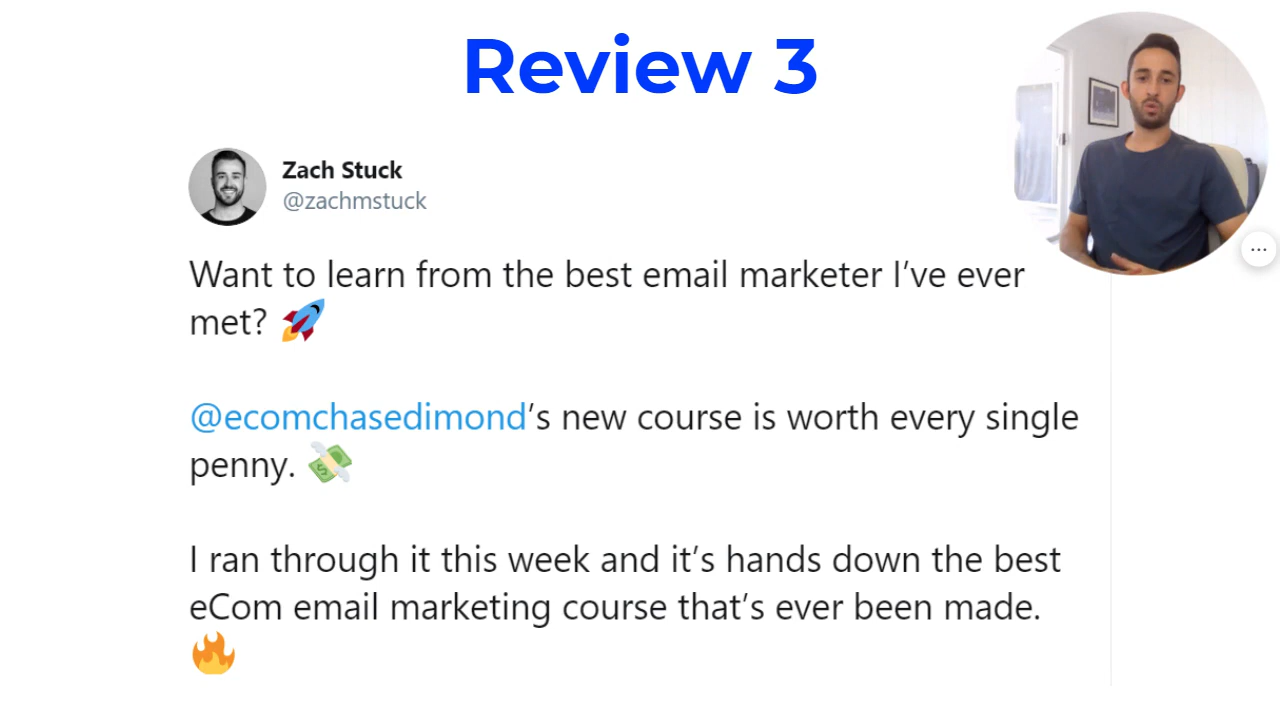 Review 3
Zach Stuck
@zachmstuck
Want to learn from the best email marketer I’ve ever
met? 🚀
@ecomchasedimond’s new course is worth every single
penny. 💸
I ran through it this week and it’s hands down the best
eCom email marketing course that’s ever been made.
🔥